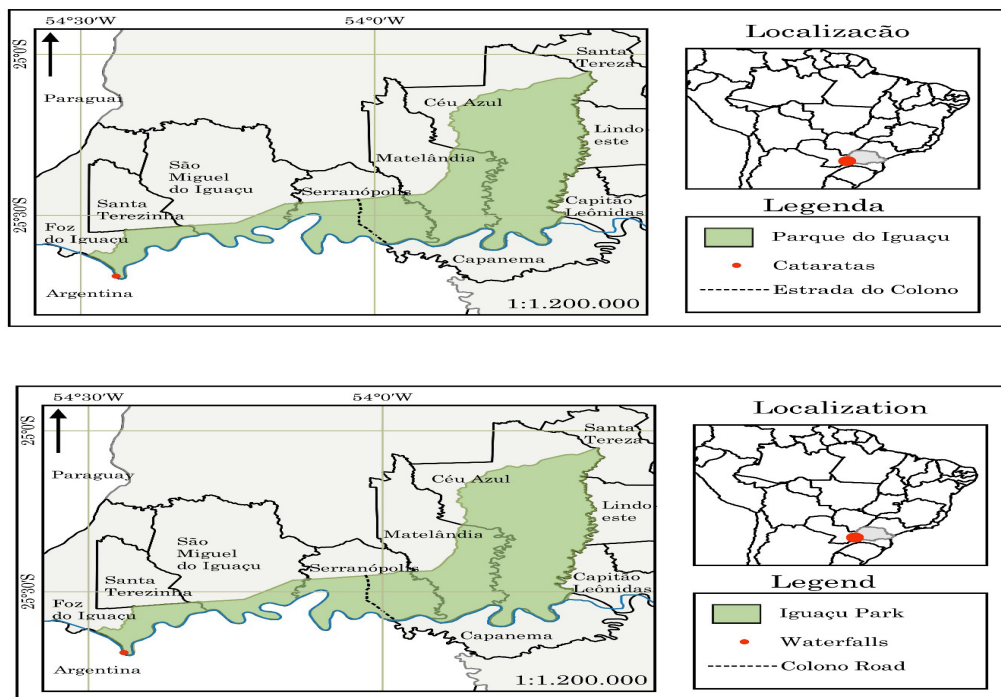 54°30'W
54°0'W
25°0'S
25°30'S
Paraguai
Santa
Tereza
Céu Azul
Lindo
este
Matelândia
São
Miguel
do Iguaçu
Serranópolis
Santa
Terezinha
Capitão
Leônidas
Foz
do Iguaçu
Capanema
Argentina
1:1.200.000
Localizacão
Legenda
Parque do Iguaçu
Cataratas
Estrada do Colono
54°30'W
54°0'W
25°0'S
25°30'S
Paraguay
Santa
Tereza
Céu Azul
Lindo
este
Matelândia
São
Miguel
do Iguaçu
Serranópolis
Santa
Terezinha
Capitão
Leônidas
Foz
do Iguaçu
Capanema
Argentina
1:1.200.000
Localization
Legend
Iguaçu Park
Waterfalls
Colono Road